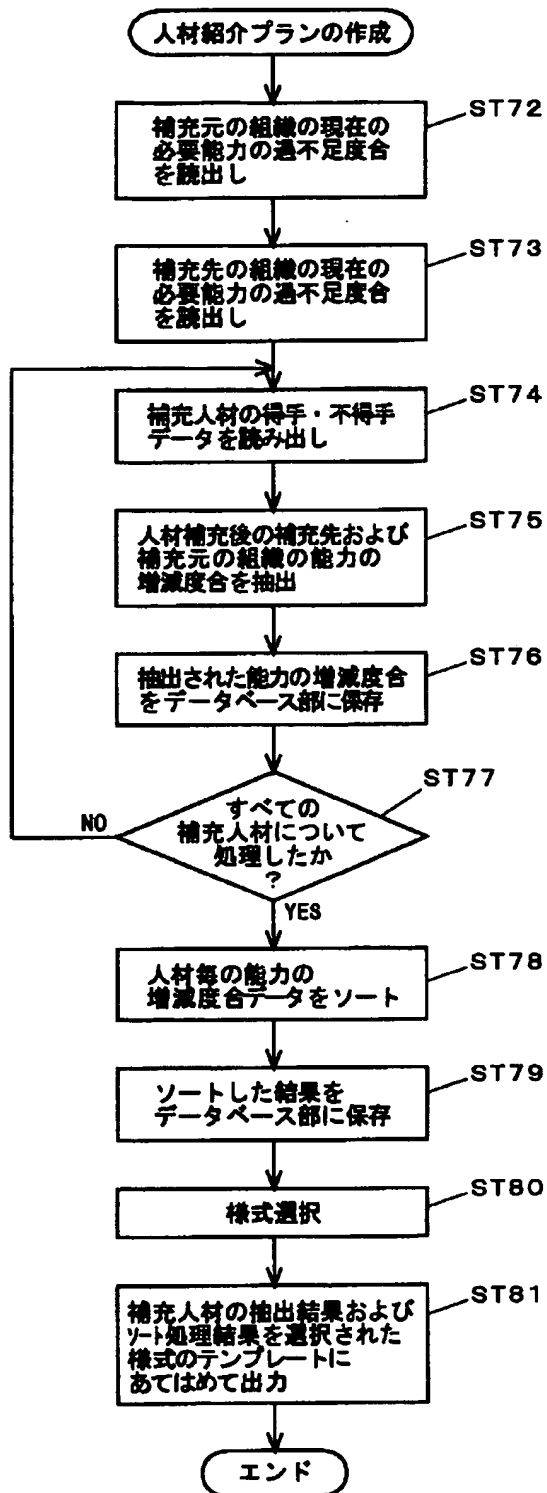 人材紹介プランの作成
ST72
補充元の組織の現在の
必要能力の過不足度合
を読出し
ST73
補充先の組織の現在の
必要能力の過不足度合
を読出し
ST74
補充人材の得手・不得手
データを読み出し
ST75
人材補充後の補充先および
補充元の組織の能力の
増減度合を抽出
ST76
抽出された能力の増減度合
をデータベース部に保存
ST77
すべての
補充人材について
処理したか
?
NO
YES
ST78
人材毎の能力の
増減度合データをソート
ST79
ソートした結果を
データベース部に保存
ST80
様式選択
ST81
補充人材の抽出結果および
ソート処理結果を選択された
様式のテンプレートに
あてはめて出力
エンド